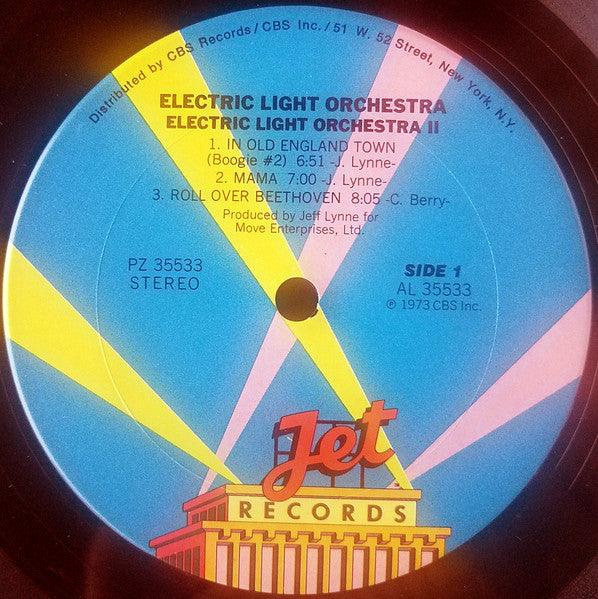 Distributed by CBS Records/CBS Inc./51 W. 52 Street, New York, N.Y.
ELECTRIC LIGHT ORCHESTRA
ELECTRIC LIGHT ORCHESTRA II
1. IN OLD ENGLAND TOWN
(Boogie #2) 6:51 -J. Lynne-
2. MAMA 7:00 -J. Lynne-
3. ROLL OVER BEETHOVEN 8:05 -C. Berry-
Produced by Jeff Lynne for
Move Enterprises, Ltd.
PZ 35533
STEREO
SIDE 1
AL 35533
℗ 1973 CBS Inc.
Jet
RECORDS